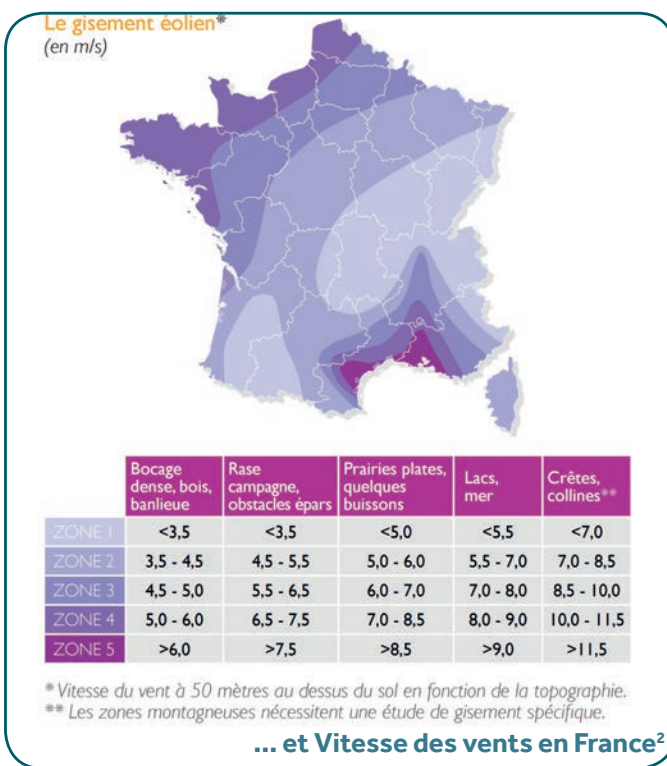 Le gisement éolien*
(en m/s)
Bocage dense, bois, banlieue
Rase campagne, obstacles épars
Prairies plates, quelques buissons
Lacs, mer
Crêtes, collines**
ZONE 1 <3,5 <3,5 <5,0 <5,5 <7,0
ZONE 2 3,5 - 4,5 4,5 - 5,5 5,0 - 6,0 5,5 - 7,0 7,0 - 8,5
ZONE 3 4,5 - 5,0 5,5 - 6,5 6,0 - 7,0 7,0 - 8,0 8,5 - 10,0
ZONE 4 5,0 - 6,0 6,5 - 7,5 7,0 - 8,5 8,0 - 9,0 10,0 - 11,5
ZONE 5 >6,0 >7,5 >8,5 >9,0 >11,5
* Vitesse du vent à 50 mètres au dessus du sol en fonction de la topographie.
** Les zones montagneuses nécessitent une étude de gisement spécifique.
... et Vitesse des vents en France²